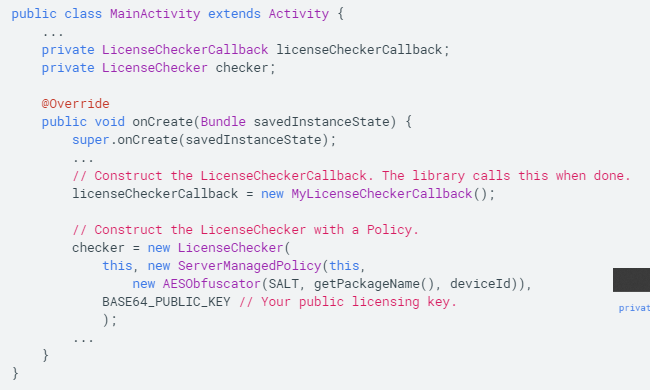 public class MainActivity extends Activity {
...
private LicenseCheckerCallback licenseCheckerCallback;
private LicenseChecker checker;
@Override
public void onCreate(Bundle savedInstanceState) {
super.onCreate(savedInstanceState);
...
// Construct the LicenseCheckerCallback. The library calls this when done.
licenseCheckerCallback = new MyLicenseCheckerCallback();
// Construct the LicenseChecker with a Policy.
checker = new LicenseChecker(
this, new ServerManagedPolicy(this,
new AESObfuscator(SALT, getPackageName(), deviceId)),
BASE64_PUBLIC_KEY // Your public licensing key.
);
...
}
}
privat